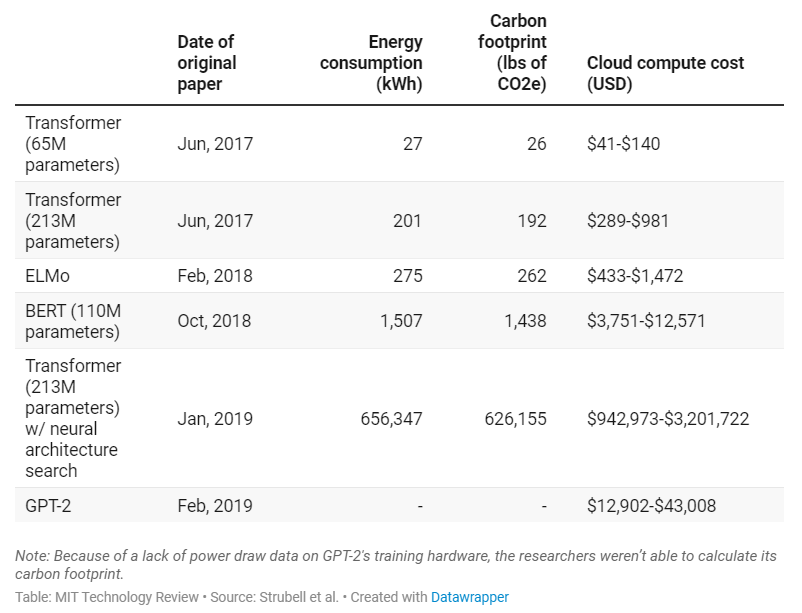 Date of original paper Energy consumption (kWh) Carbon footprint (lbs of CO2e) Cloud compute cost (USD)
Transformer (65M parameters) Jun, 2017 27 26 $41-$140
Transformer (213M parameters) Jun, 2017 201 192 $289-$981
ELMo Feb, 2018 275 262 $433-$1,472
BERT (110M parameters) Oct, 2018 1,507 1,438 $3,751-$12,571
Transformer (213M parameters) w/ neural architecture search Jan, 2019 656,347 626,155 $942,973-$3,201,722
GPT-2 Feb, 2019 - - $12,902-$43,008
Note: Because of a lack of power draw data on GPT-2's training hardware, the researchers weren't able to calculate its
carbon footprint.
Table: MIT Technology Review • Source: Strubell et al. • Created with Datawrapper